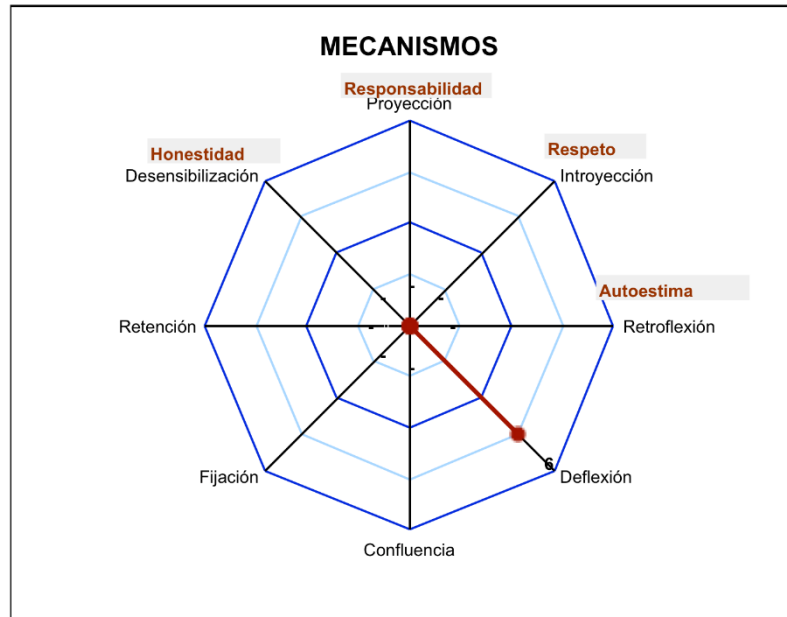 MECANISMOS
Responsabilidad
Proyección
Honestidad
Desensibilización
Respeto
Introyección
Autoestima
Retroflexión
Retención
-
-
-
-
-
-
-
6
Deflexión
Fijación
Confluencia